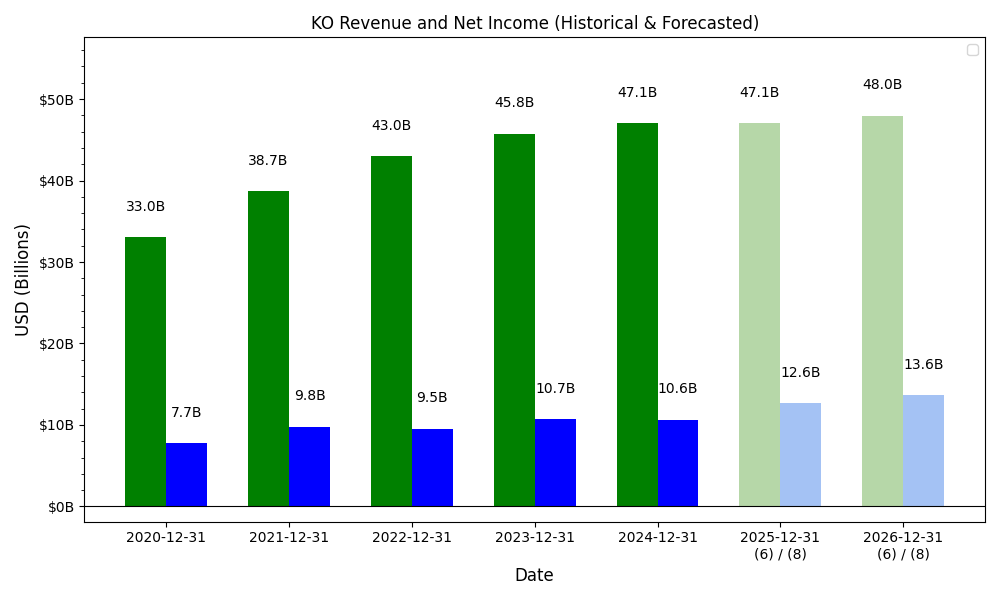 KO Revenue and Net Income (Historical & Forecasted)
USD (Billions)
$50B
$40B
$30B
$20B
$10B
$0B
33.0B
7.7B
38.7B
9.8B
43.0B
9.5B
45.8B
10.7B
47.1B
10.6B
47.1B
12.6B
48.0B
13.6B
2020-12-31
2021-12-31
2022-12-31
2023-12-31
2024-12-31
2025-12-31
(6) / (8)
2026-12-31
(6) / (8)
Date